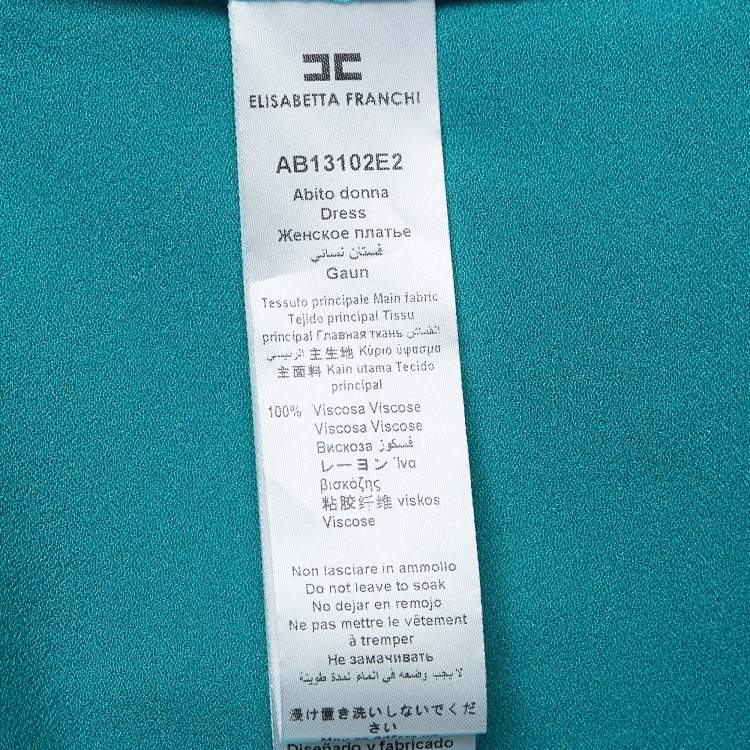 ELISABETTA FRANCHI
AB13102E2
Abito donna
Dress
Женское платье
فستان نسائي
Gaun
Tessuto principale Main fabric
Tejido principal Tissu
principal Главная ткань القماش
الرئيسي 主生地 Κύριο ύφασμα
主面料 Kain utama Tecido
principal
100% Viscosa Viscose
Viscosa Viscose
Вискоза فسكوز
レーヨン Ίνα
βισκόζης
粘胶纤维 viskos
Viscose
Non lasciare in ammollo
Do not leave to soak
No dejar en remojo
Ne pas mettre le vêtement
à tremper
Не замачивать
لا يجب وضعه في الماء لمدة طويلة
浸け置き洗いしないでくだ
さい
Diseñado y fabricado